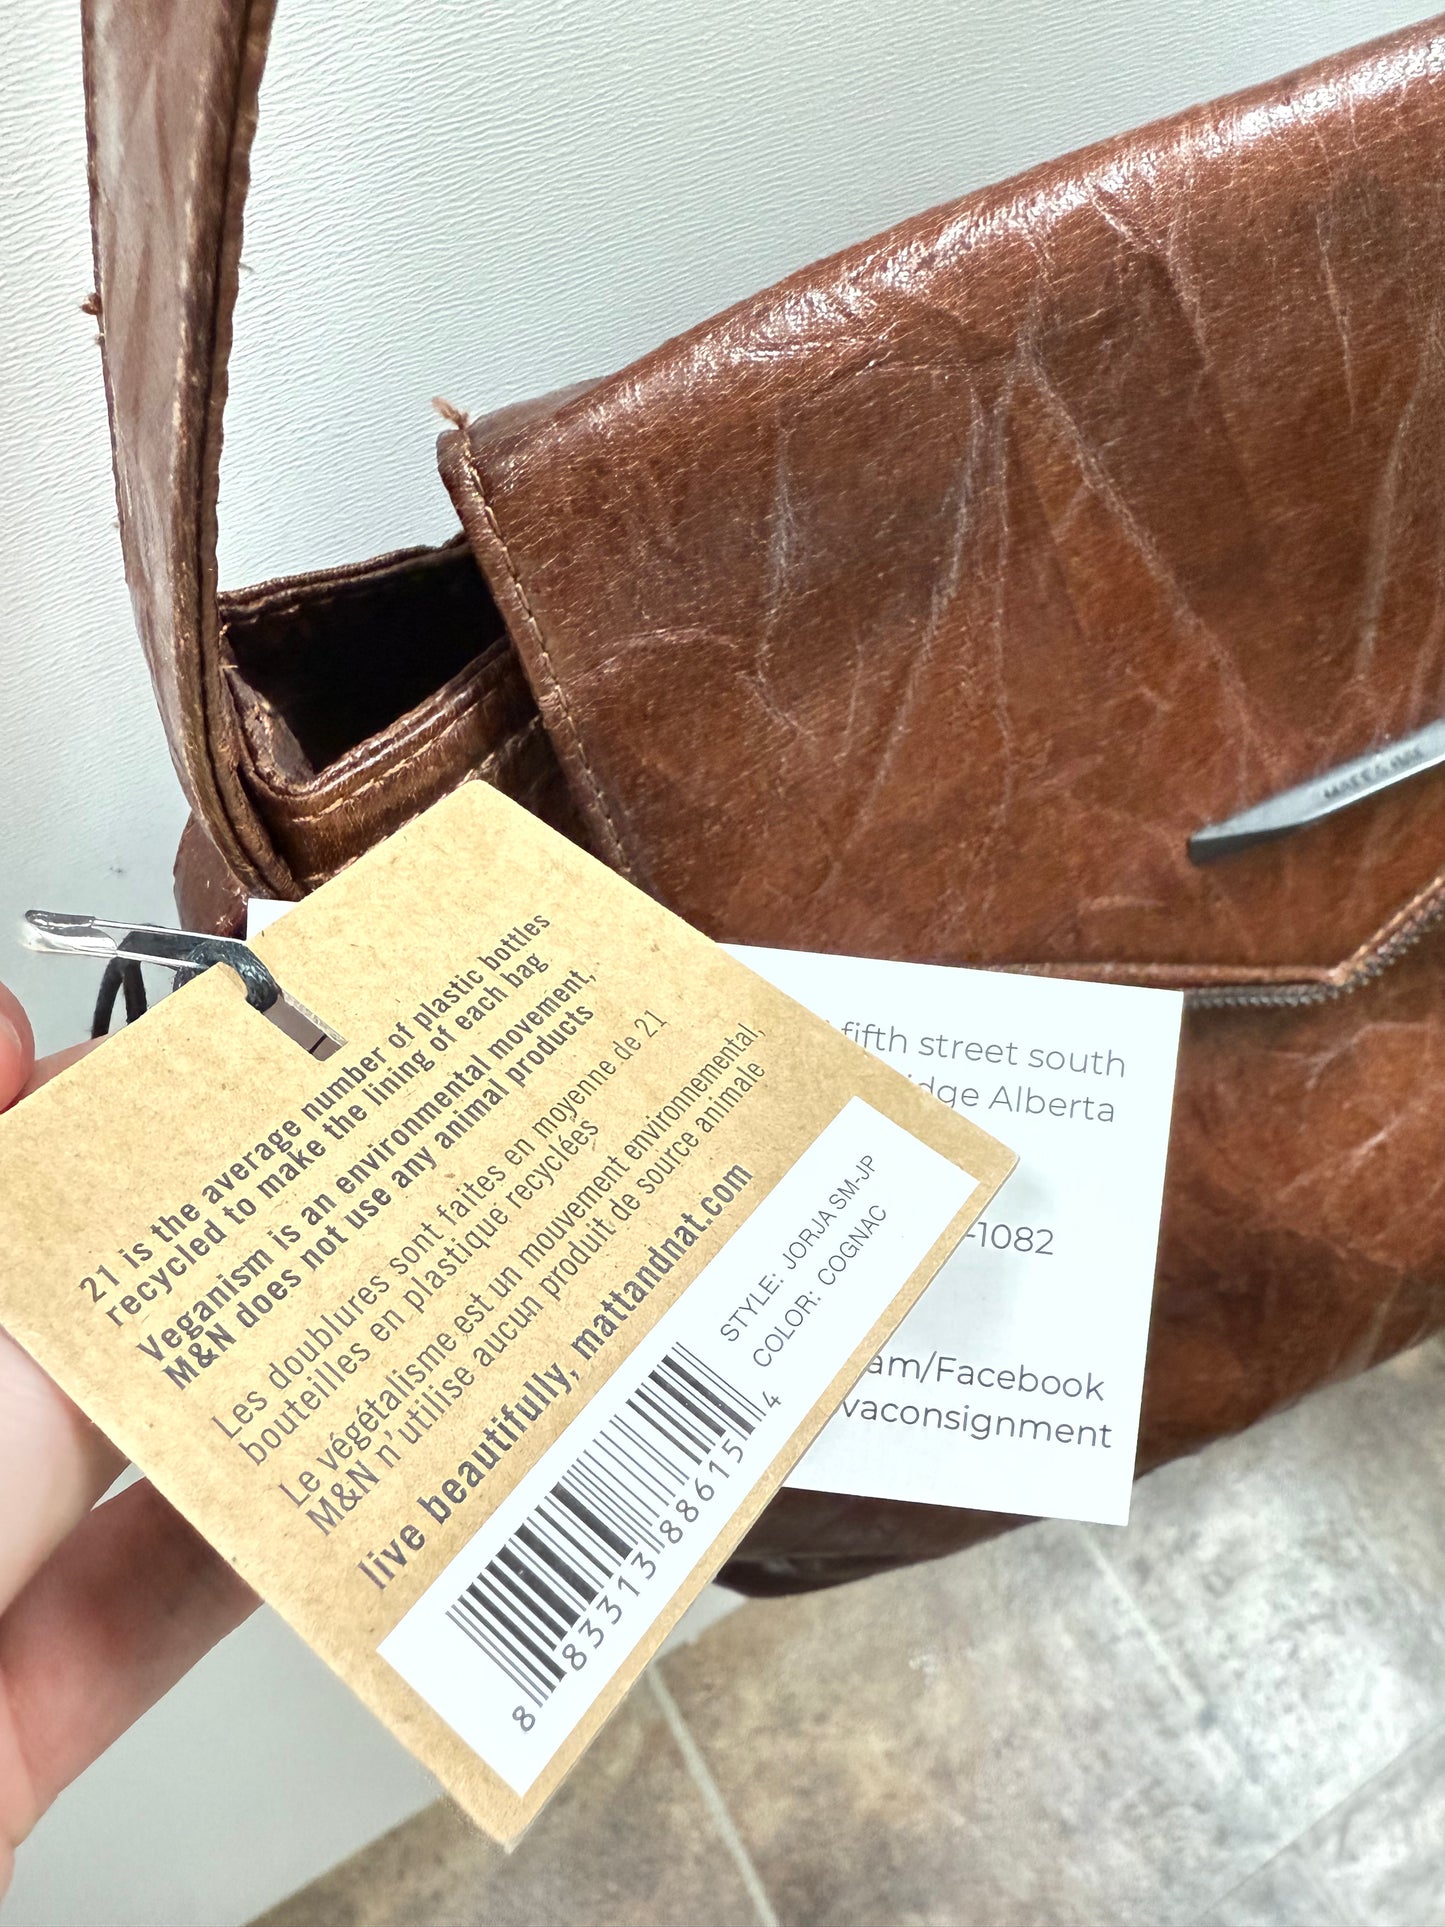 21 is the average number of plastic bottles
recycled to make the lining of each bag
Veganism is an environmental movement,
M&N does not use any animal products
Les doublures sont faites en moyenne de 21
bouteilles en plastique recyclées
Le végétalisme est un mouvement environnemental,
M&N n'utilise aucun produit de source animale
live beautifully, mattandnat.com
STYLE: JORJA SM-JP
COLOR: COGNAC
8 83313 88615 4
fifth street south
idge Alberta
-1082
am/Facebook
vaconsignment